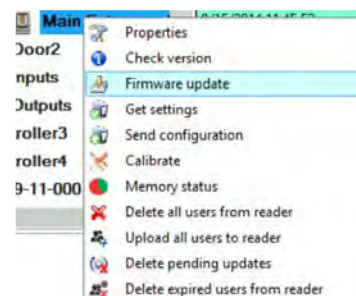 Main
Properties
Door2
Check version
nputs
Firmware update
Outputs
Get settings
roller3
Send configuration
roller4
Calibrate
9-11-000
Memory status
Delete all users from reader
Upload all users to reader
Delete pending updates
Delete expired users from reader